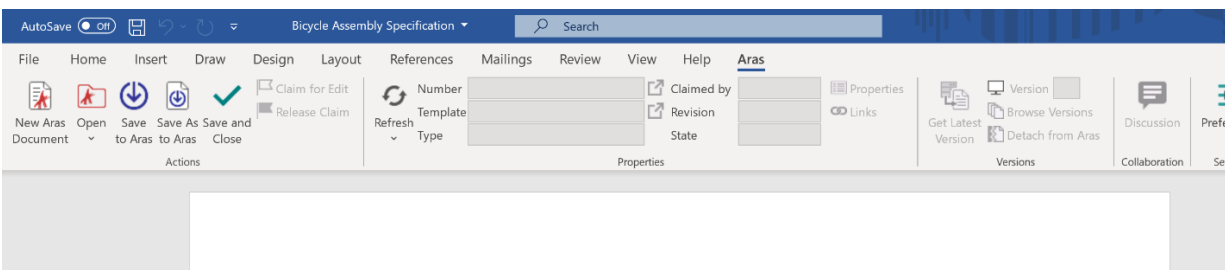 AutoSave Off Bicycle Assembly Specification Search
File Home Insert Draw Design Layout References Mailings Review View Help Aras
New Aras Document
Open
Save to Aras
Save As to Aras
Save and Close
Claim for Edit
Release Claim
Actions
Refresh
Number
Template
Type
Claimed by
Revision
State
Properties
Links
Properties
Get Latest Version
Version
Browse Versions
Detach from Aras
Versions
Discussion
Collaboration